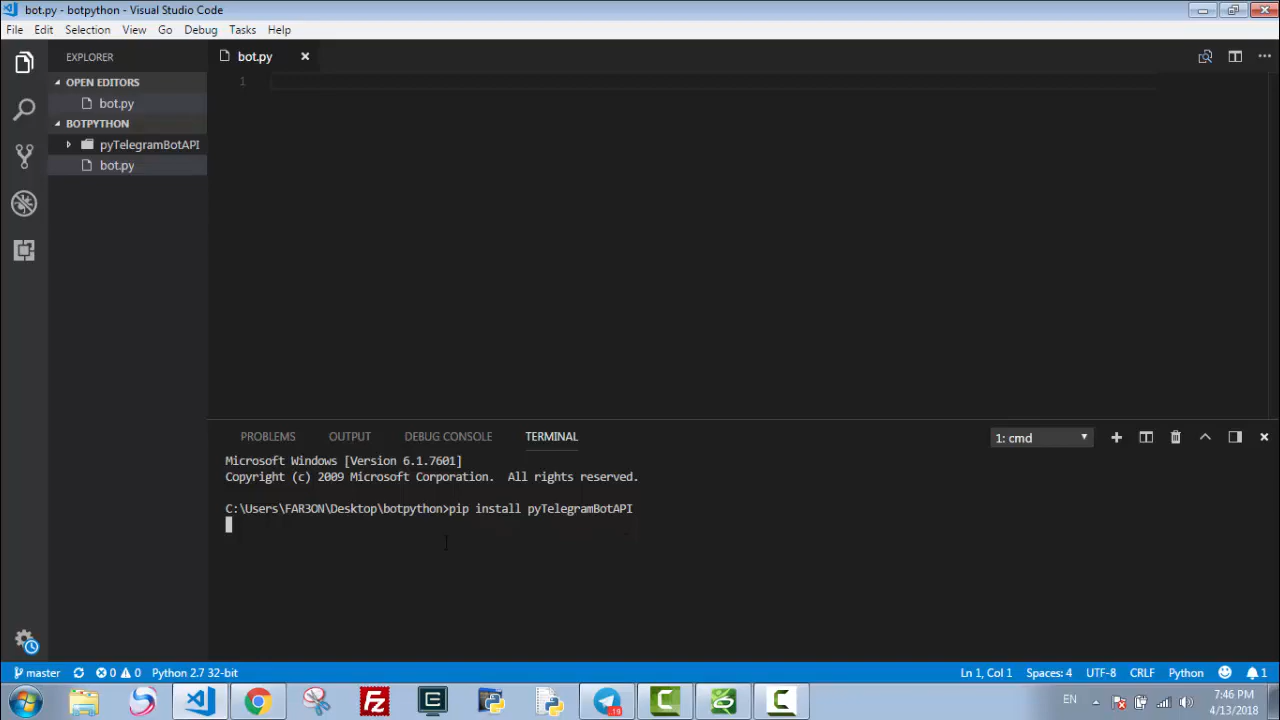 bot.py - botpython - Visual Studio Code
File Edit Selection View Go Debug Tasks Help
EXPLORER
OPEN EDITORS
bot.py
BOTPYTHON
pyTelegramBotAPI
bot.py
bot.py
1
PROBLEMS OUTPUT DEBUG CONSOLE TERMINAL
1: cmd
Microsoft Windows [Version 6.1.7601]
Copyright (c) 2009 Microsoft Corporation.  All rights reserved.
C:\Users\FAR3ON\Desktop\botpython>pip install pyTelegramBotAPI
master 0 0 Python 2.7 32-bit Ln 1, Col 1 Spaces: 4 UTF-8 CRLF Python 1
FZ
19
EN
7:46 PM
4/13/2018